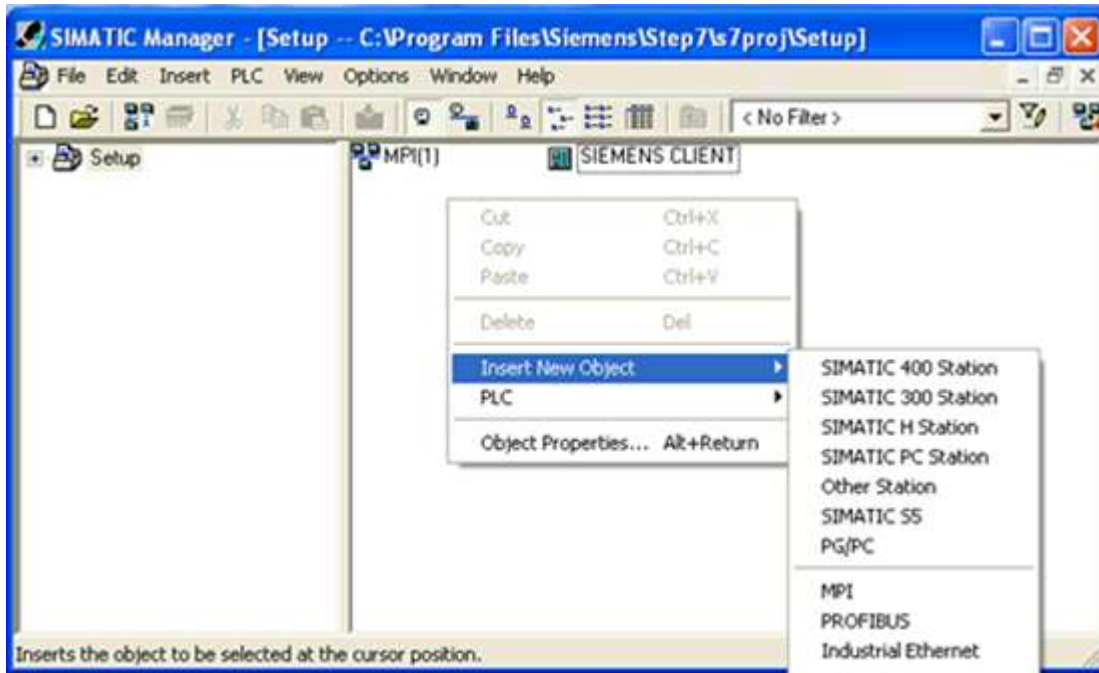 SIMATIC Manager - [Setup -- C:\Program Files\Siemens\Step7\s7proj\Setup]
File Edit Insert PLC View Options Window Help
< No Filter >
Setup
MPI(1) SIEMENS CLIENT
Cut Ctrl+X
Copy Ctrl+C
Paste Ctrl+V
Delete Del
Insert New Object
PLC
Object Properties... Alt+Return
SIMATIC 400 Station
SIMATIC 300 Station
SIMATIC H Station
SIMATIC PC Station
Other Station
SIMATIC S5
PG/PC
MPI
PROFIBUS
Industrial Ethernet
Inserts the object to be selected at the cursor position.